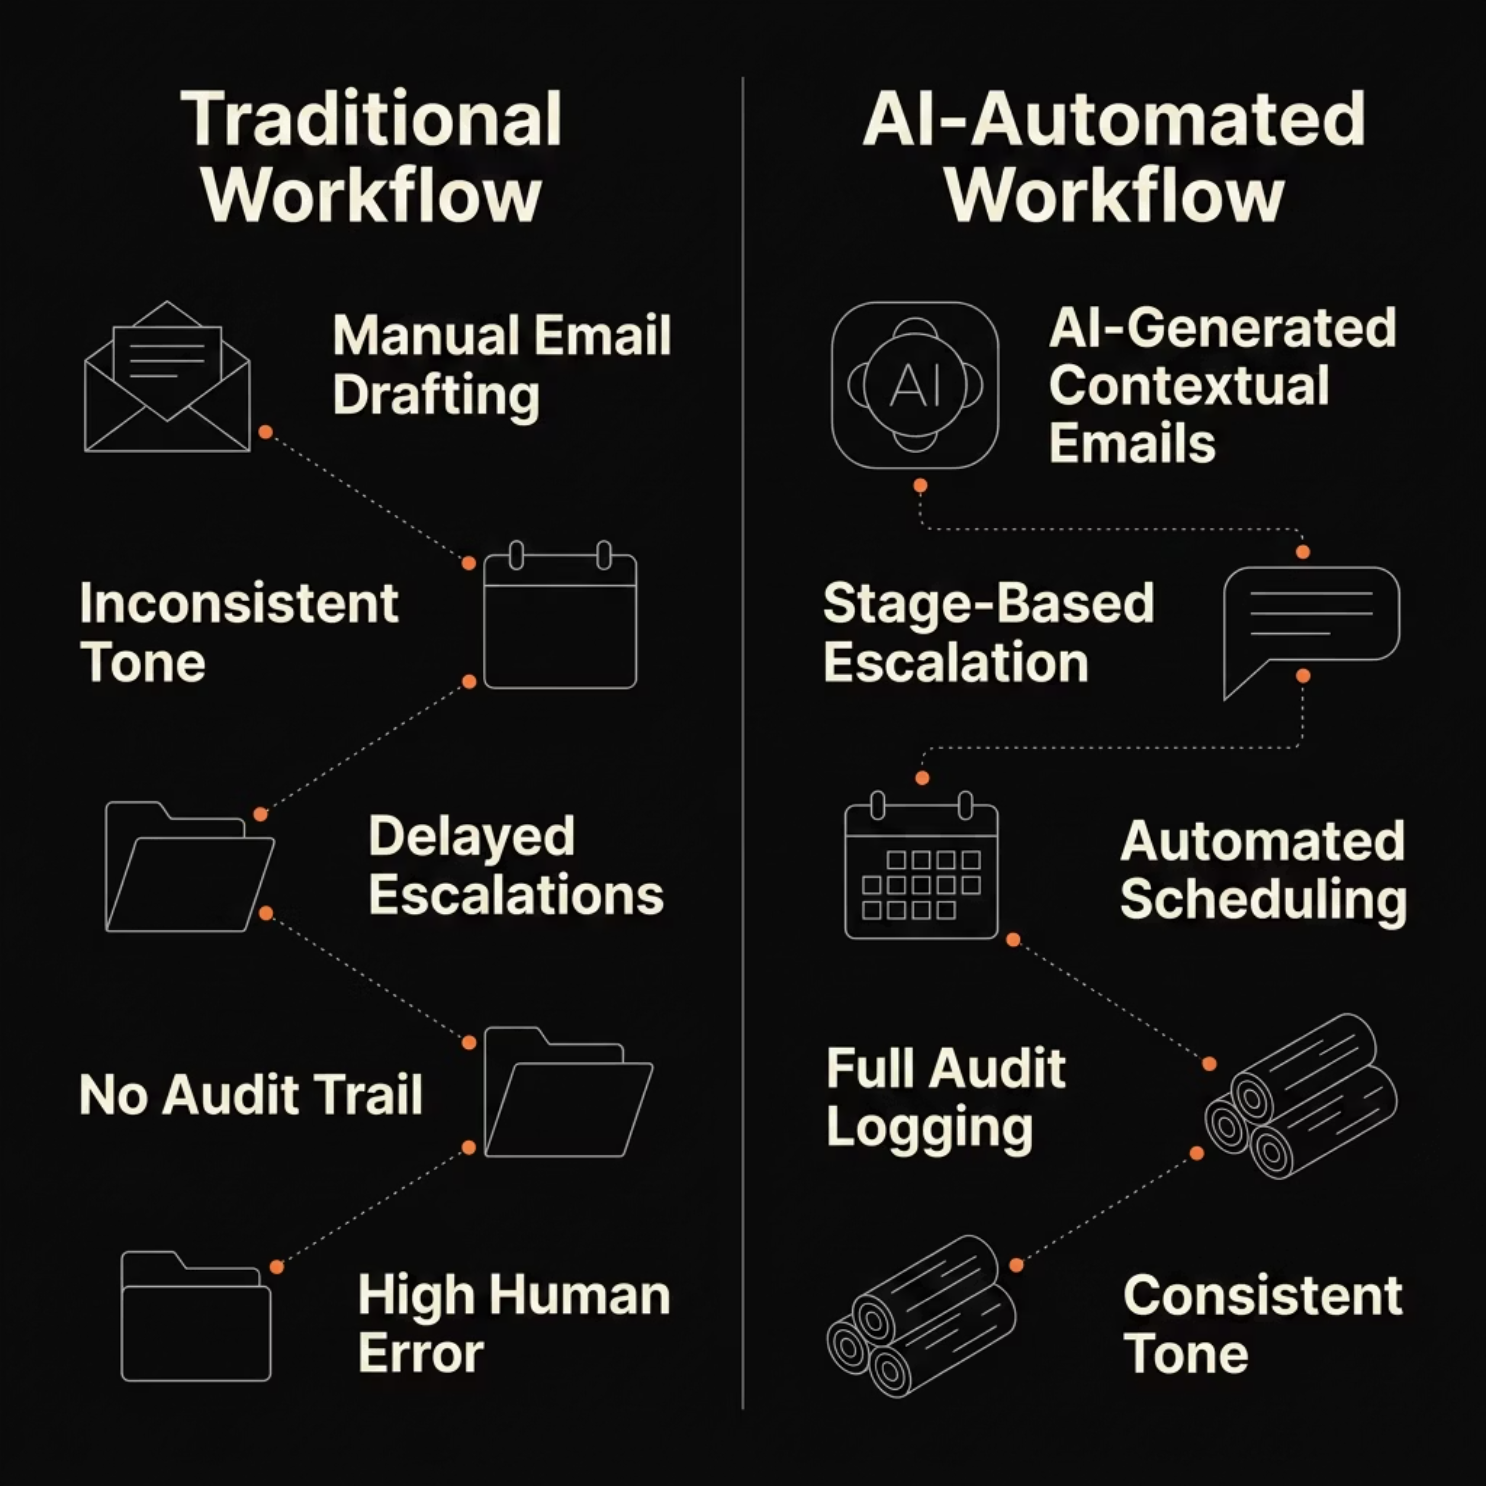 Traditional
Workflow
Manual Email
Drafting
Inconsistent
Tone
Delayed
Escalations
No Audit Trail
High Human
Error
AI-Automated
Workflow
AI
AI-Generated
Contextual
Emails
Stage-Based
Escalation
Automated
Scheduling
Full Audit
Logging
Consistent
Tone